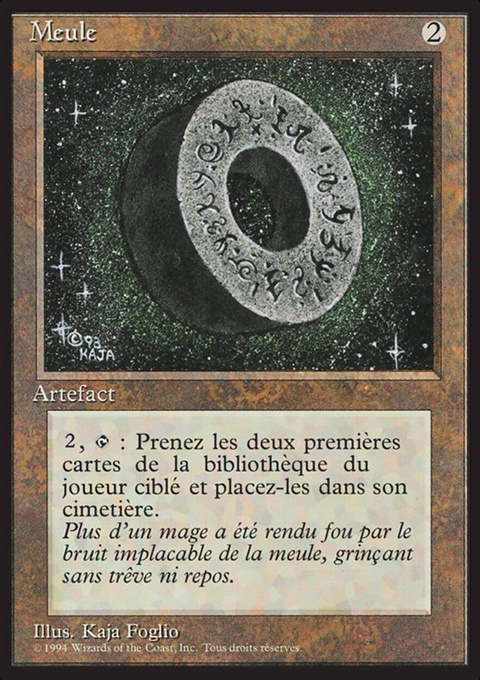 Meule 2
©93
KAJA
Artefact
2, : Prenez les deux premières
cartes de la bibliothèque du
joueur ciblé et placez-les dans son
cimetière.
Plus d'un mage a été rendu fou par le
bruit implacable de la meule, grinçant
sans trêve ni repos.
Illus. Kaja Foglio
© 1994 Wizards of the Coast, Inc. Tous droits réservés.